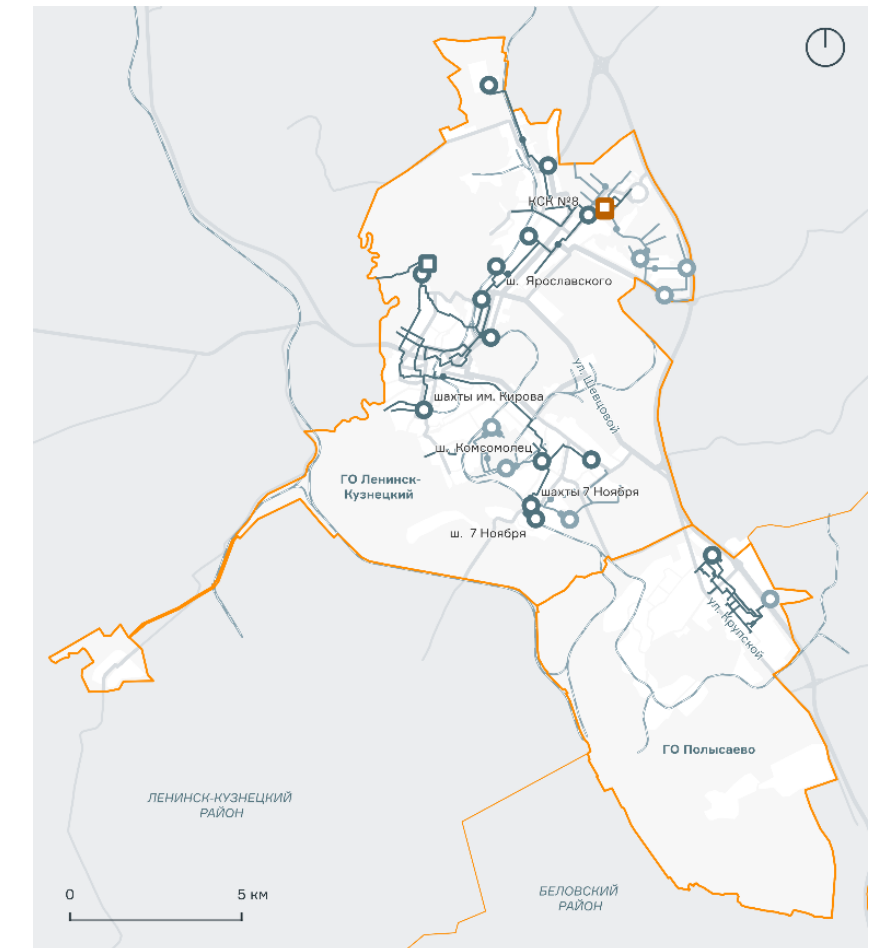 КСК №8
ш. Ярославского
ул. Шевцовой
шахты им. Кирова
ш. Комсомолец
ГО Ленинск-
Кузнецкий
шахты 7 Ноября
ш. 7 Ноября
ул. Крупской
ГО Полысаево
ЛЕНИНСК-КУЗНЕЦКИЙ
РАЙОН
БЕЛОВСКИЙ
РАЙОН
0
5 км